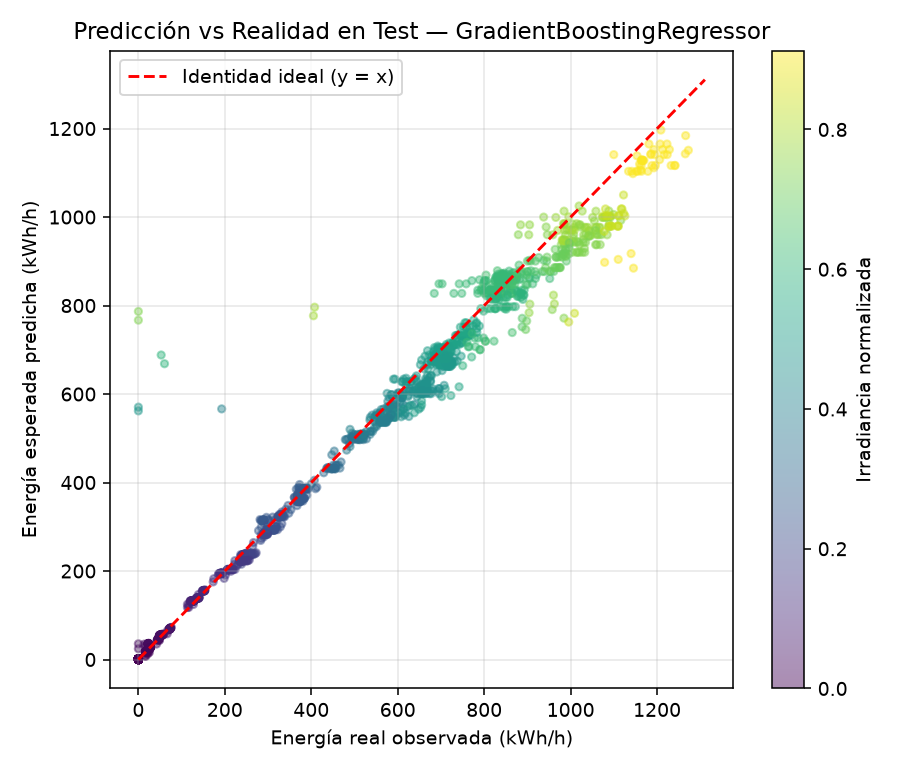 Predicción vs Realidad en Test — GradientBoostingRegressor
Identidad ideal (y = x)
Energía esperada predicha (kWh/h)
1200
1000
800
600
400
200
0
0 200 400 600 800 1000 1200
Energía real observada (kWh/h)
0.8
0.6
0.4
0.2
0.0
Irradiancia normalizada